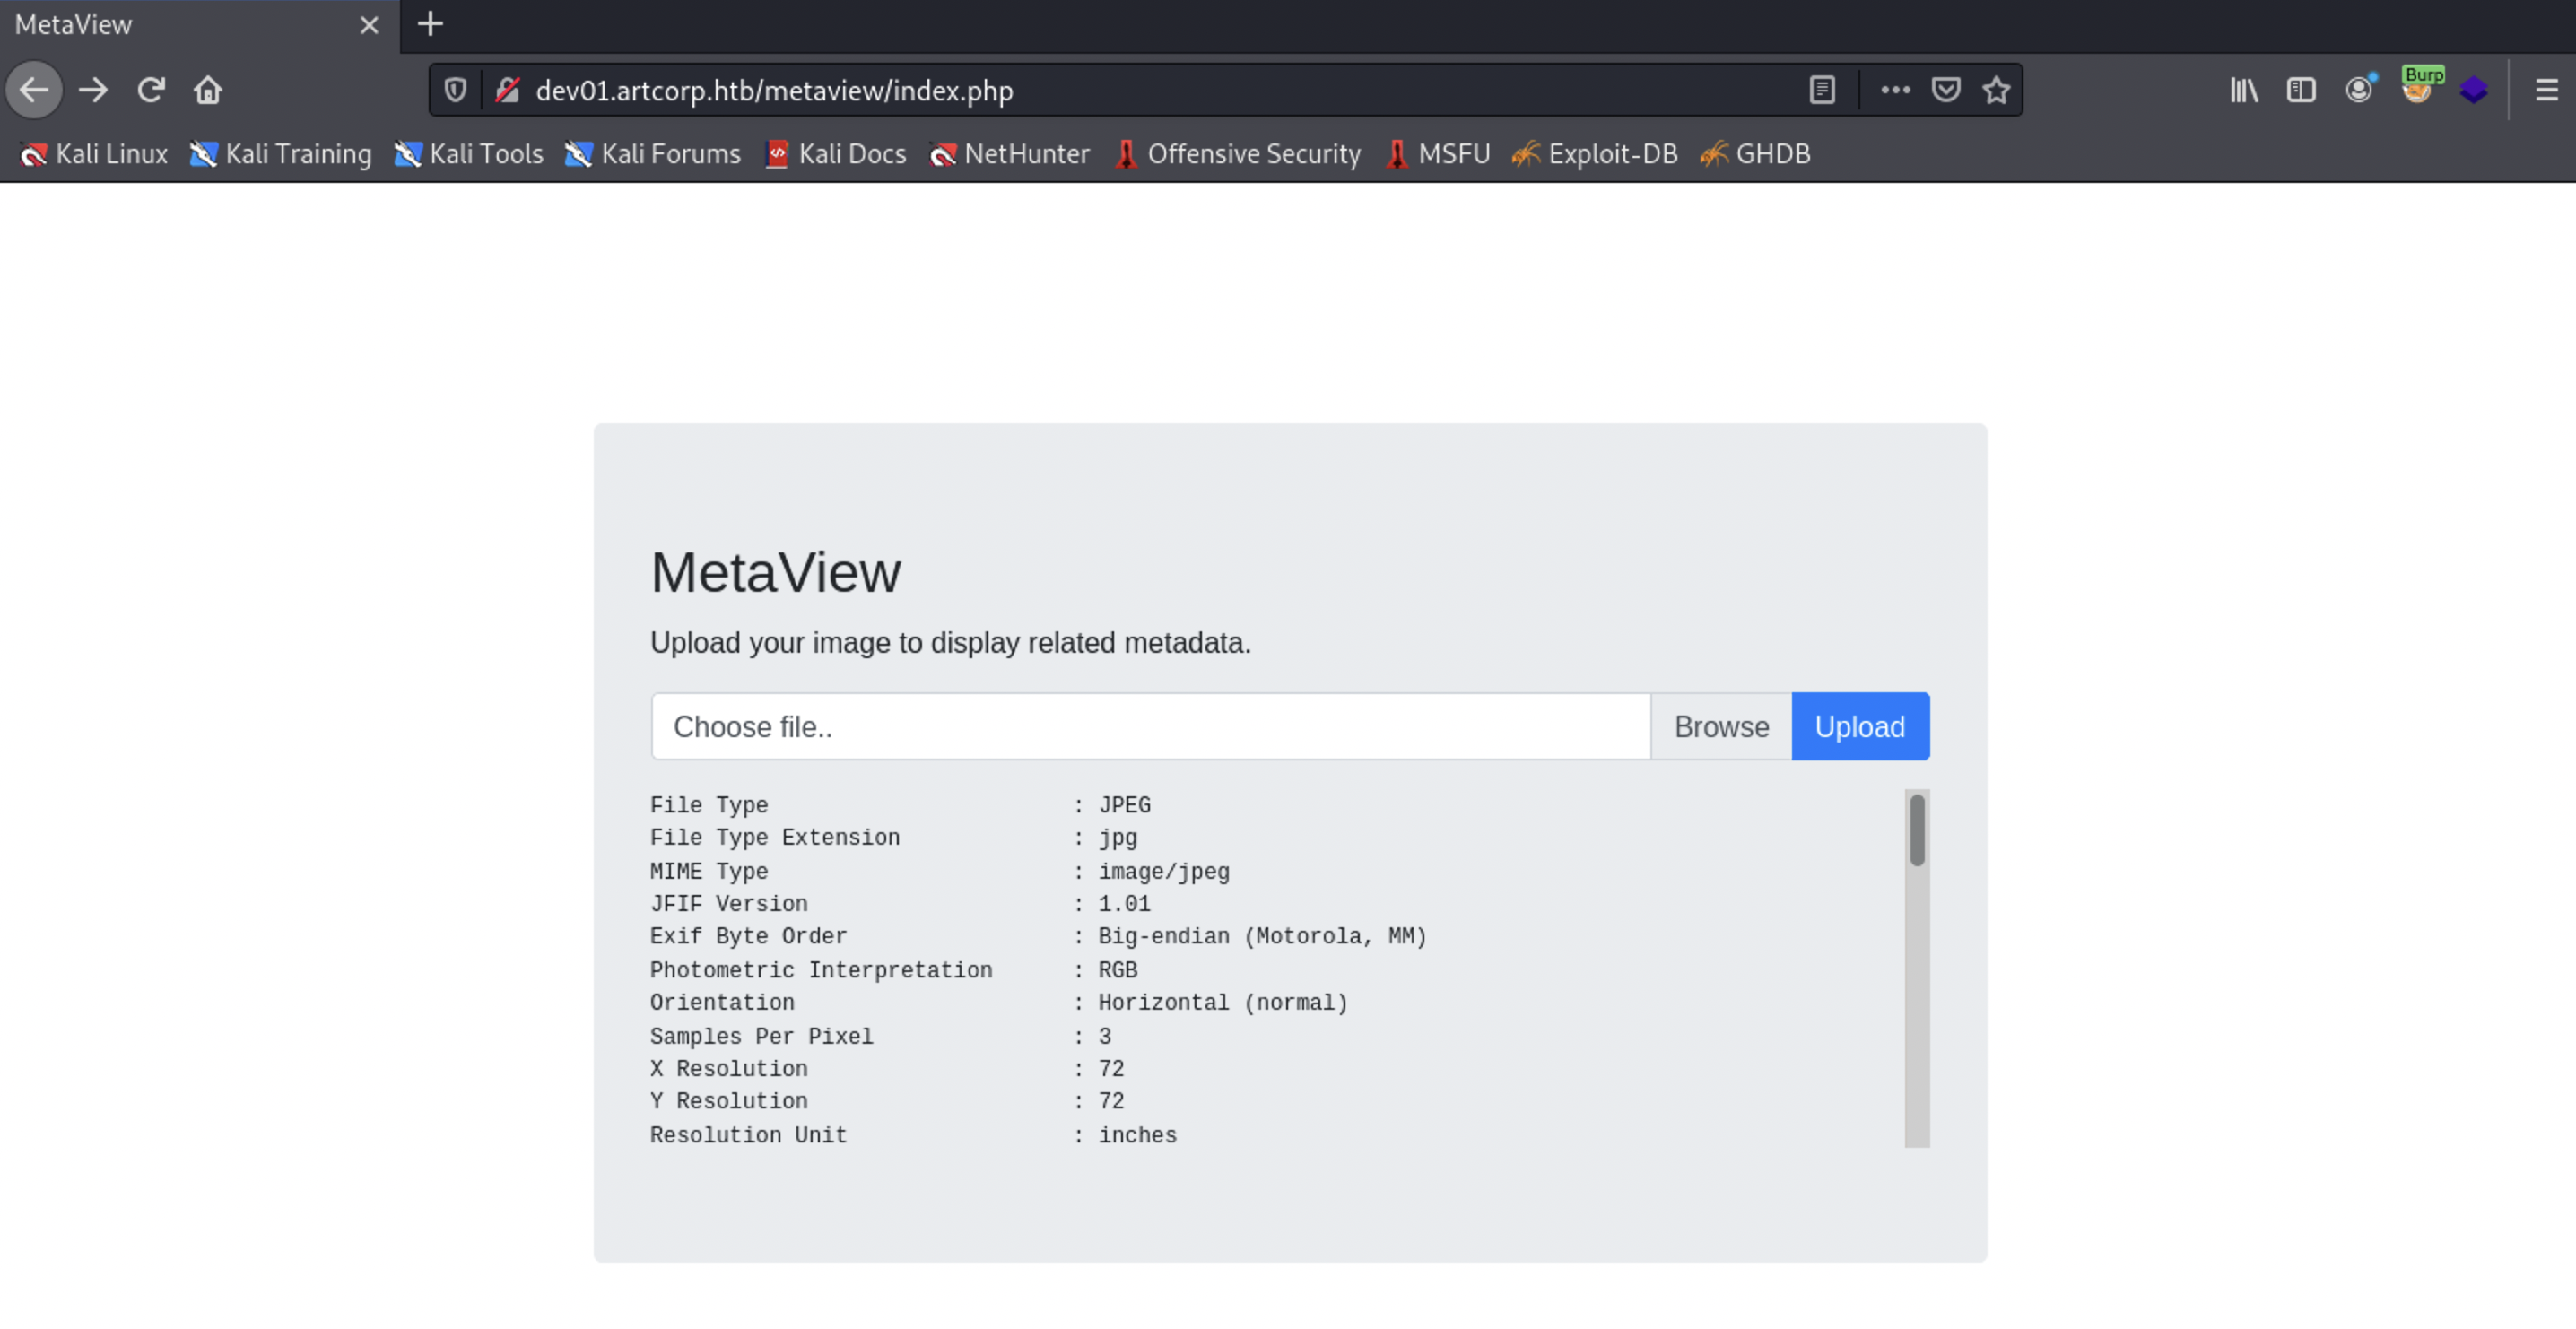 MetaView
dev01.artcorp.htb/metaview/index.php
Burp
Kali Linux Kali Training Kali Tools Kali Forums Kali Docs NetHunter Offensive Security MSFU Exploit-DB GHDB
MetaView
Upload your image to display related metadata.
Choose file.. Browse Upload
File Type : JPEG
File Type Extension : jpg
MIME Type : image/jpeg
JFIF Version : 1.01
Exif Byte Order : Big-endian (Motorola, MM)
Photometric Interpretation : RGB
Orientation : Horizontal (normal)
Samples Per Pixel : 3
X Resolution : 72
Y Resolution : 72
Resolution Unit : inches